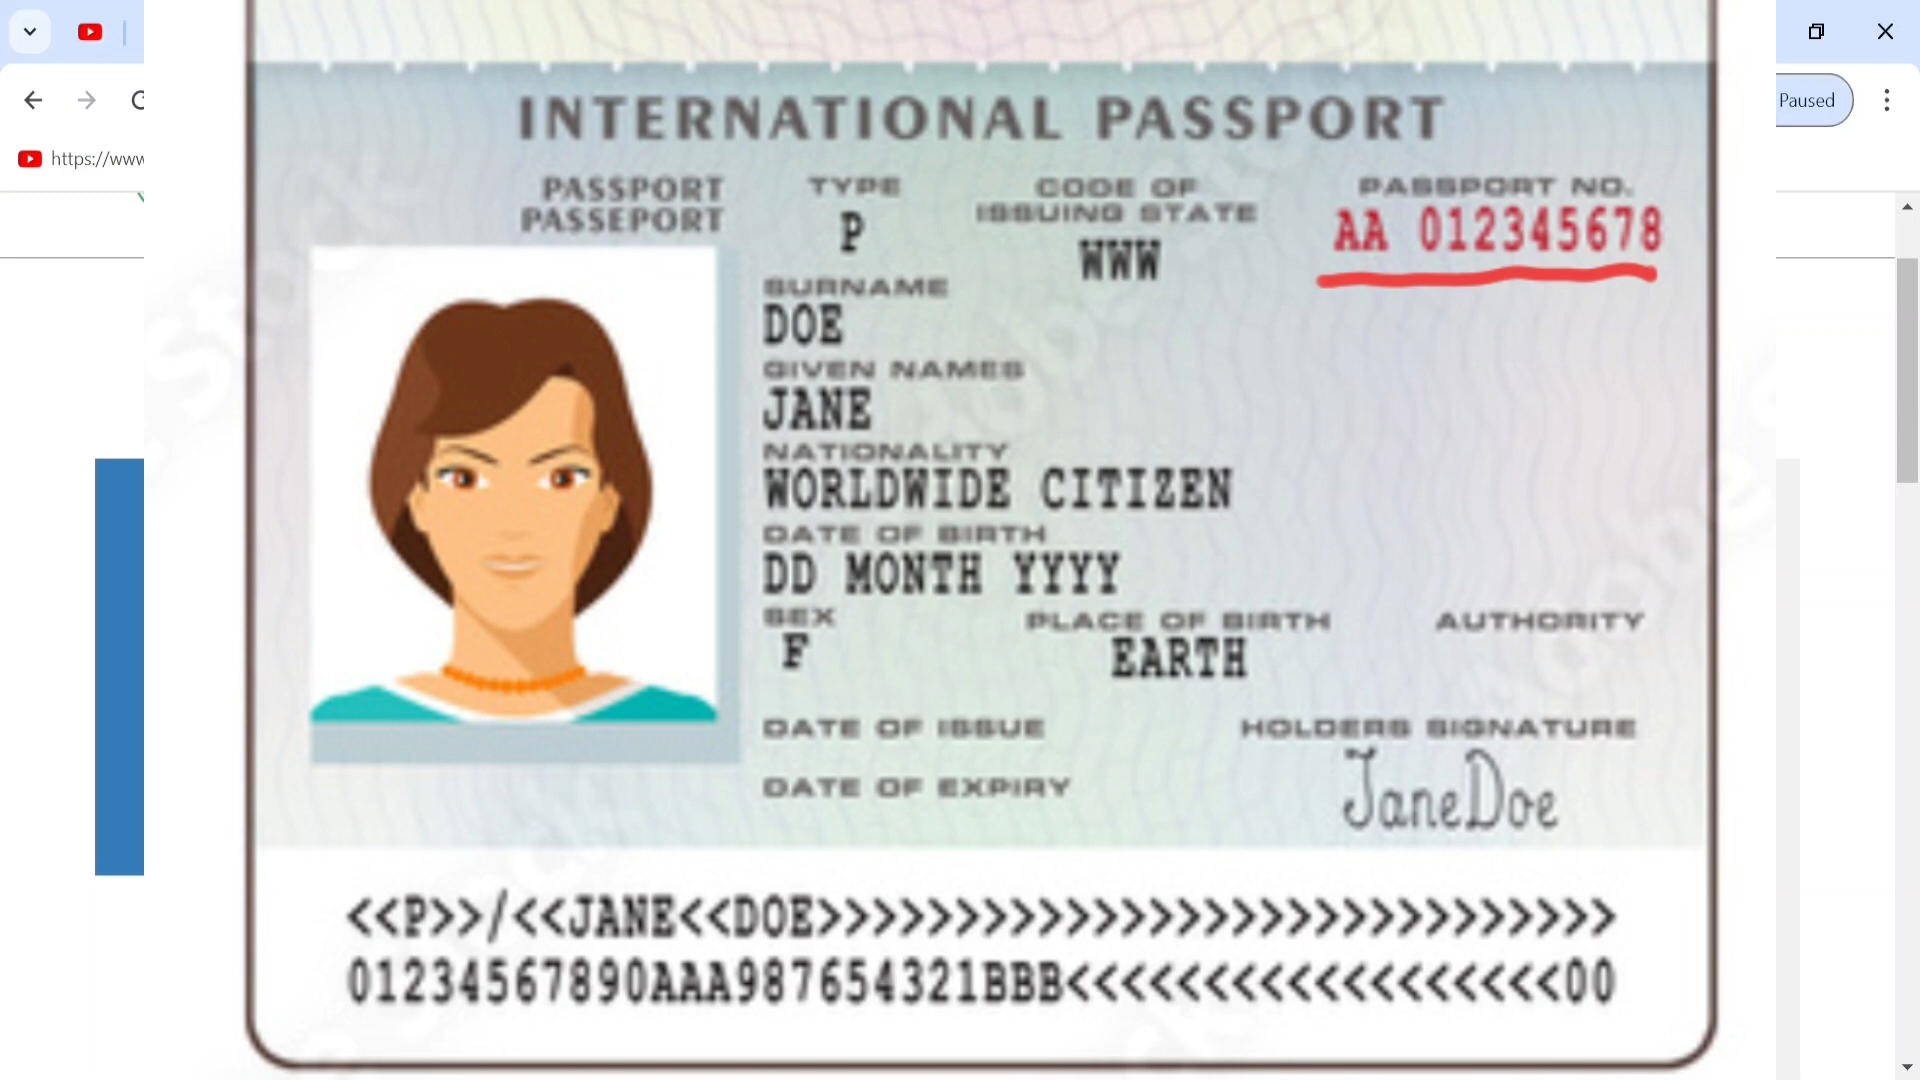 Paused
https://www
INTERNATIONAL PASSPORT
PASSPORT
PASSEPORT
TYPE
P
CODE OF
ISSUING STATE
WWW
PASSPORT NO.
AA 012345678
SURNAME
DOE
GIVEN NAMES
JANE
NATIONALITY
WORLDWIDE CITIZEN
DATE OF BIRTH
DD MONTH YYYY
SEX
F
PLACE OF BIRTH
EARTH
AUTHORITY
DATE OF ISSUE
HOLDERS SIGNATURE
JaneDoe
DATE OF EXPIRY
<<P>>/<<JANE<<DOE>>>>>>>>>>>>>>>>>>>>>>>>>>>>>
01234567890AAA987654321BBB<<<<<<<<<<<<<<<<<<00